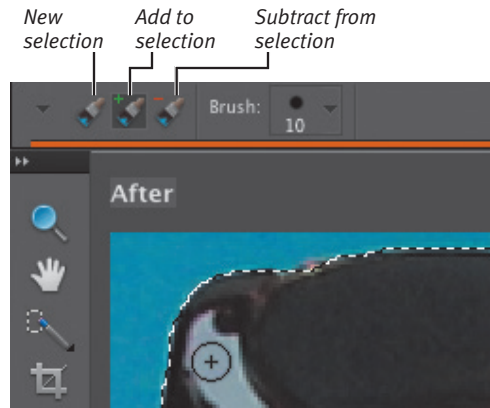 New selection
Add to selection
Subtract from selection
Brush:
10
After